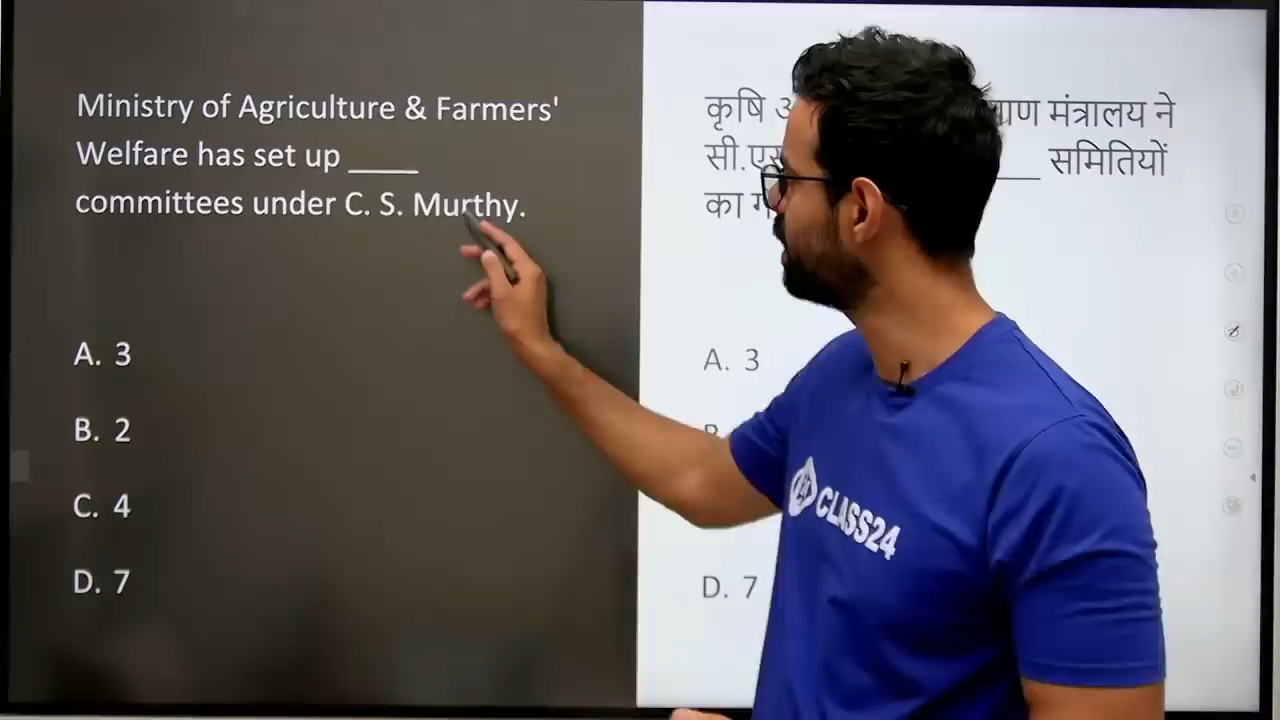 Ministry of Agriculture & Farmers'
Welfare has set up ____
committees under C. S. Murthy.
A. 3
B. 2
C. 4
D. 7
कृषि
मंत्रालय ने
____ समितियों
का
A. 3
D. 7
CLASS24